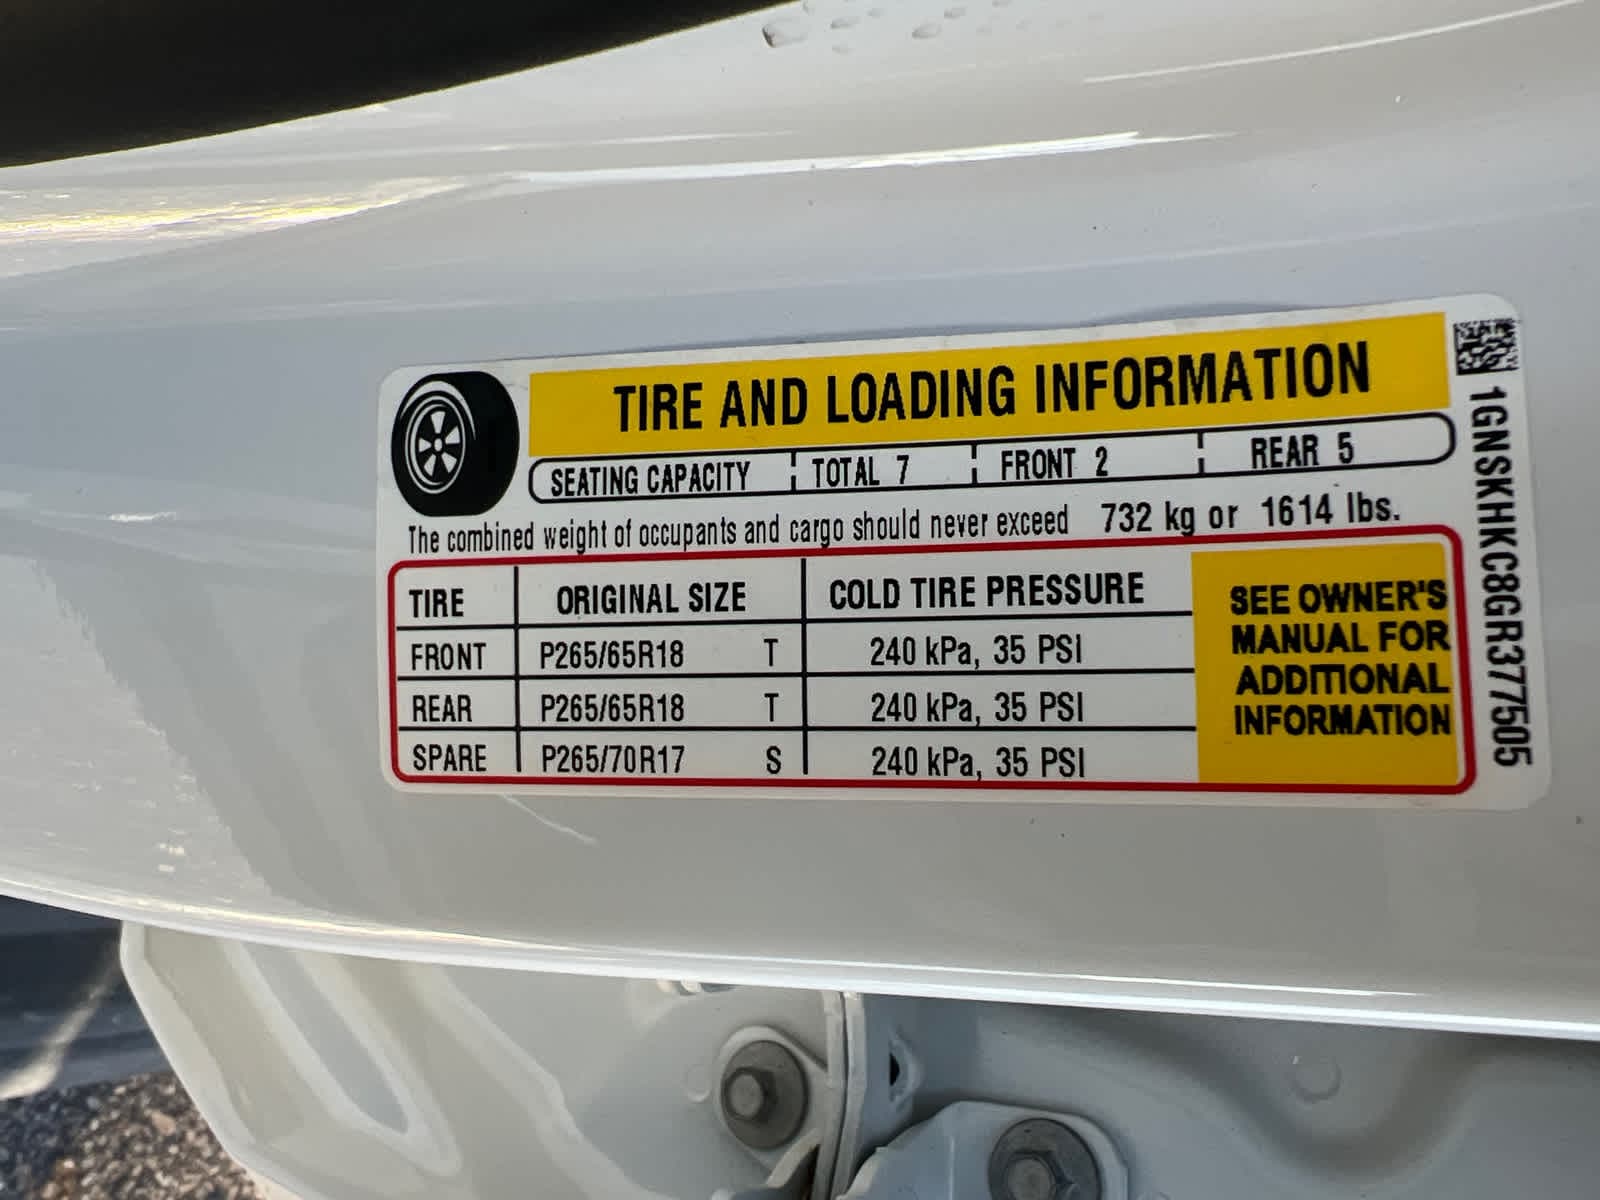 TIRE AND LOADING INFORMATION
SEATING CAPACITY TOTAL 7 FRONT 2 REAR 5
The combined weight of occupants and cargo should never exceed 732 kg or 1614 lbs.
TIRE ORIGINAL SIZE COLD TIRE PRESSURE
FRONT P265/65R18 T 240 kPa, 35 PSI
REAR P265/65R18 T 240 kPa, 35 PSI
SPARE P265/70R17 S 240 kPa, 35 PSI
SEE OWNER'S
MANUAL FOR
ADDITIONAL
INFORMATION
1GNSKHKC8GR377505